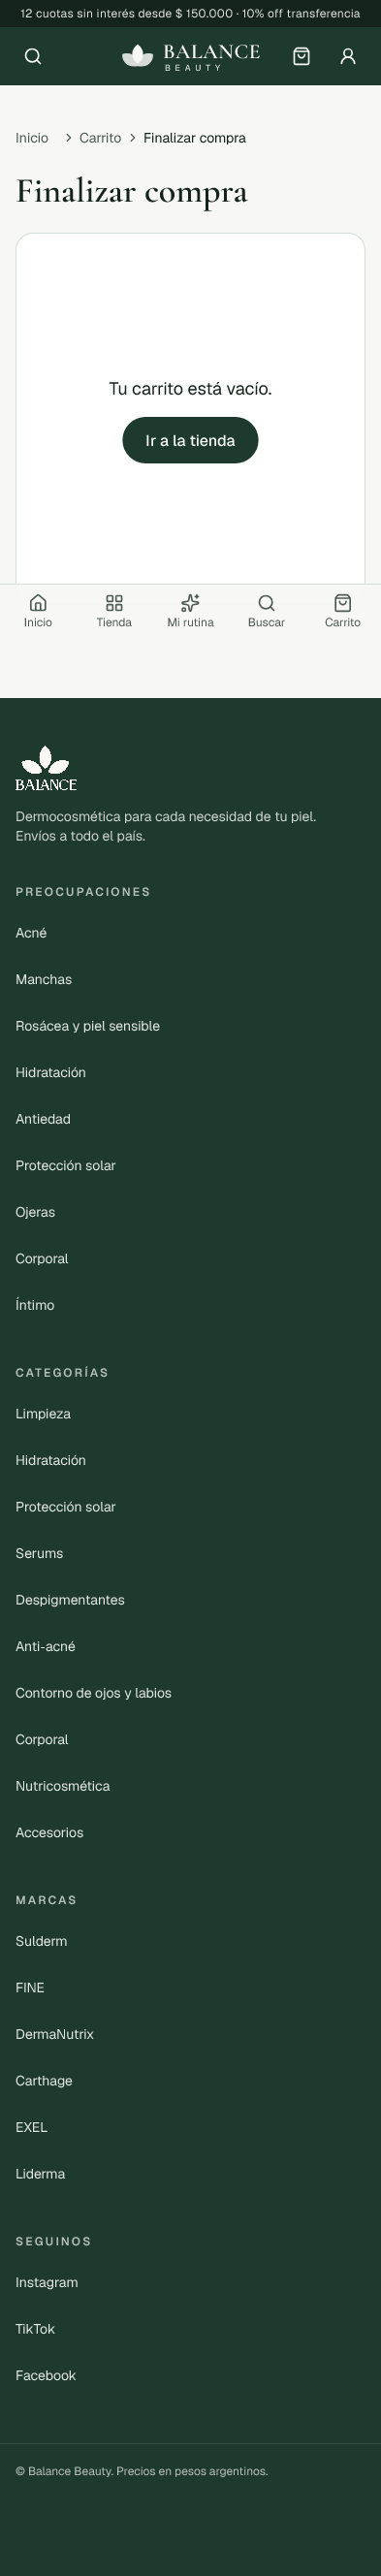 12 cuotas sin interés desde $ 150.000 · 10% off transferencia
BALANCE
BEAUTY
Inicio > Carrito > Finalizar compra
Finalizar compra
Tu carrito está vacío.
Ir a la tienda
Inicio Tienda Mi rutina Buscar Carrito
BALANCE
Dermocosmética para cada necesidad de tu piel.
Envíos a todo el país.
PREOCUPACIONES
Acné
Manchas
Rosácea y piel sensible
Hidratación
Antiedad
Protección solar
Ojeras
Corporal
Íntimo
CATEGORÍAS
Limpieza
Hidratación
Protección solar
Serums
Despigmentantes
Anti-acné
Contorno de ojos y labios
Corporal
Nutricosmética
Accesorios
MARCAS
Sulderm
FINE
DermaNutrix
Carthage
EXEL
Liderma
SEGUINOS
Instagram
TikTok
Facebook
© Balance Beauty. Precios en pesos argentinos.